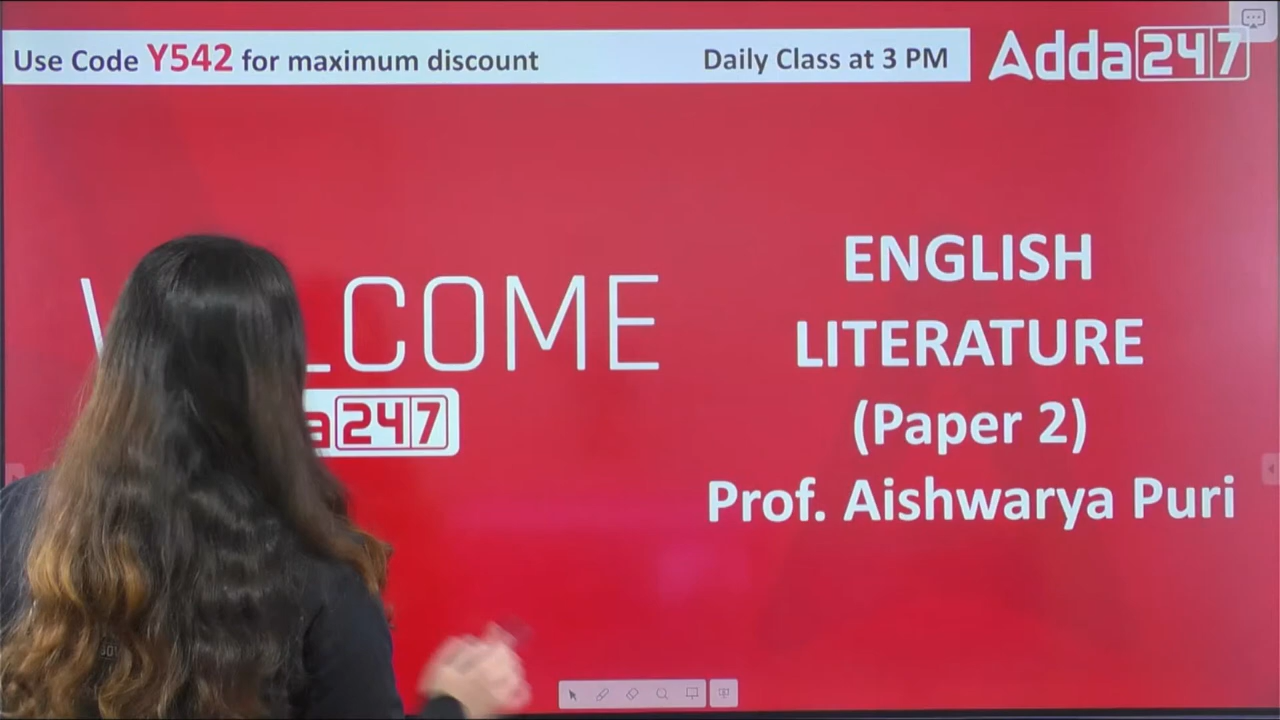 Use Code Y542 for maximum discount
Daily Class at 3 PM
Adda247
ENGLISH
LITERATURE
(Paper 2)
Prof. Aishwarya Puri
LCOME
a247